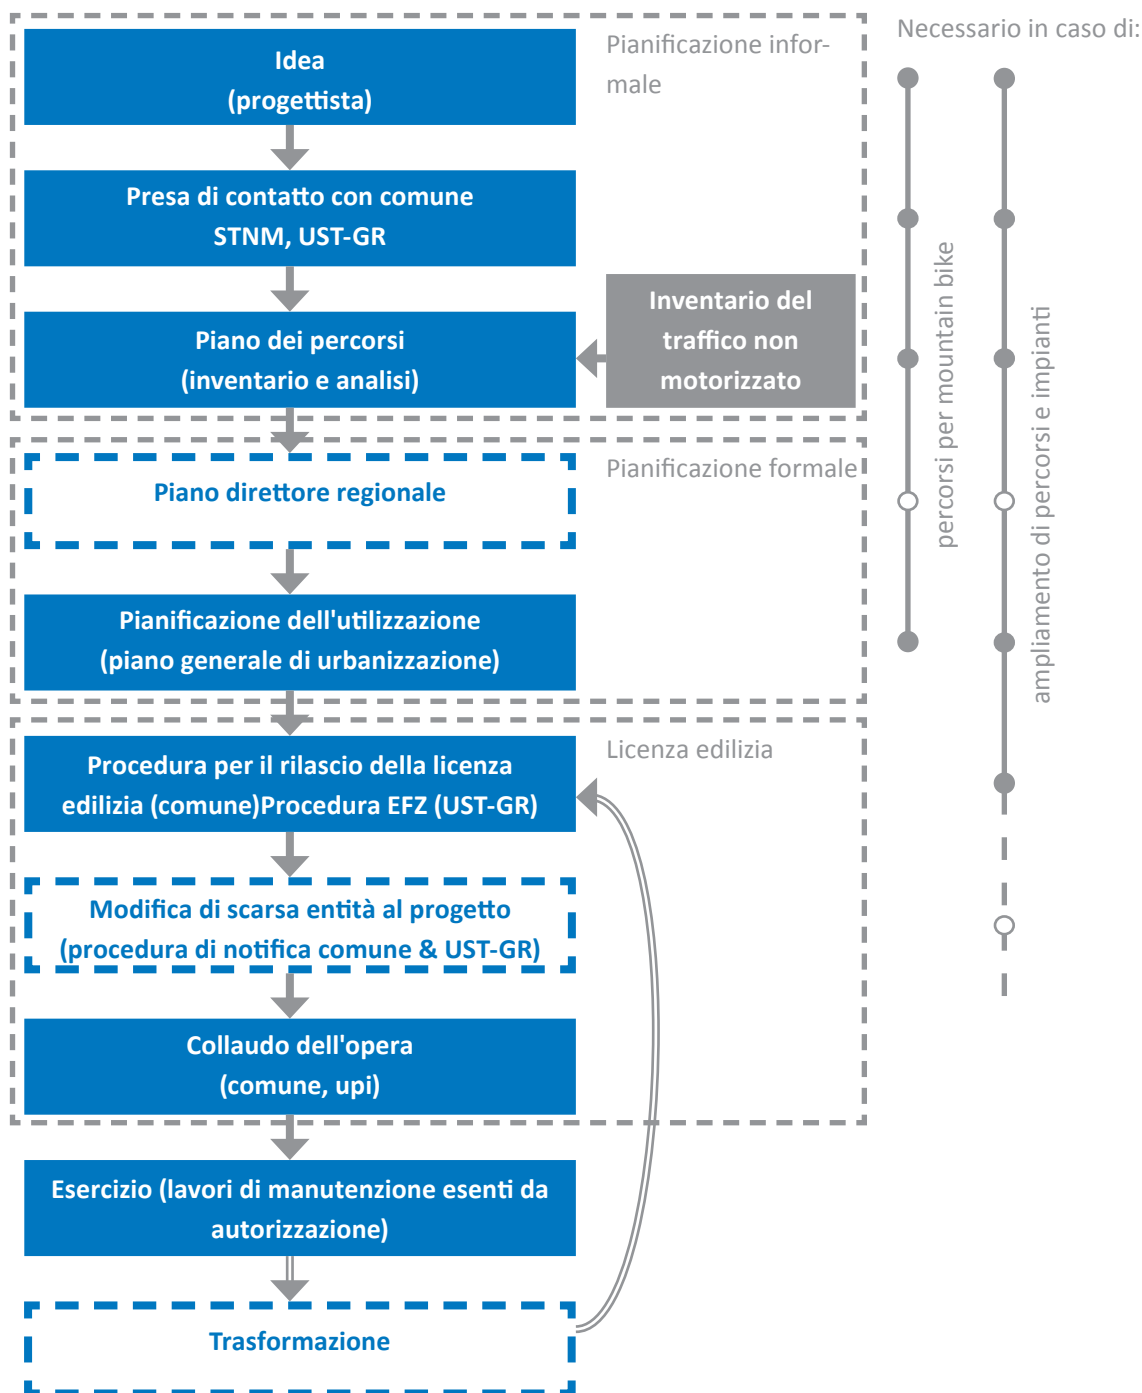 Necessario in caso di:
Pianificazione infor-
male
Idea
(progettista)
Presa di contatto con comune
STNM, UST-GR
Piano dei percorsi
(inventario e analisi)
Inventario del
traffico non
motorizzato
Pianificazione formale
Piano direttore regionale
Pianificazione dell'utilizzazione
(piano generale di urbanizzazione)
Licenza edilizia
Procedura per il rilascio della licenza
edilizia (comune)Procedura EFZ (UST-GR)
Modifica di scarsa entità al progetto
(procedura di notifica comune & UST-GR)
Collaudo dell'opera
(comune, upi)
Esercizio (lavori di manutenzione esenti da
autorizzazione)
Trasformazione
percorsi per mountain bike
ampliamento di percorsi e impianti